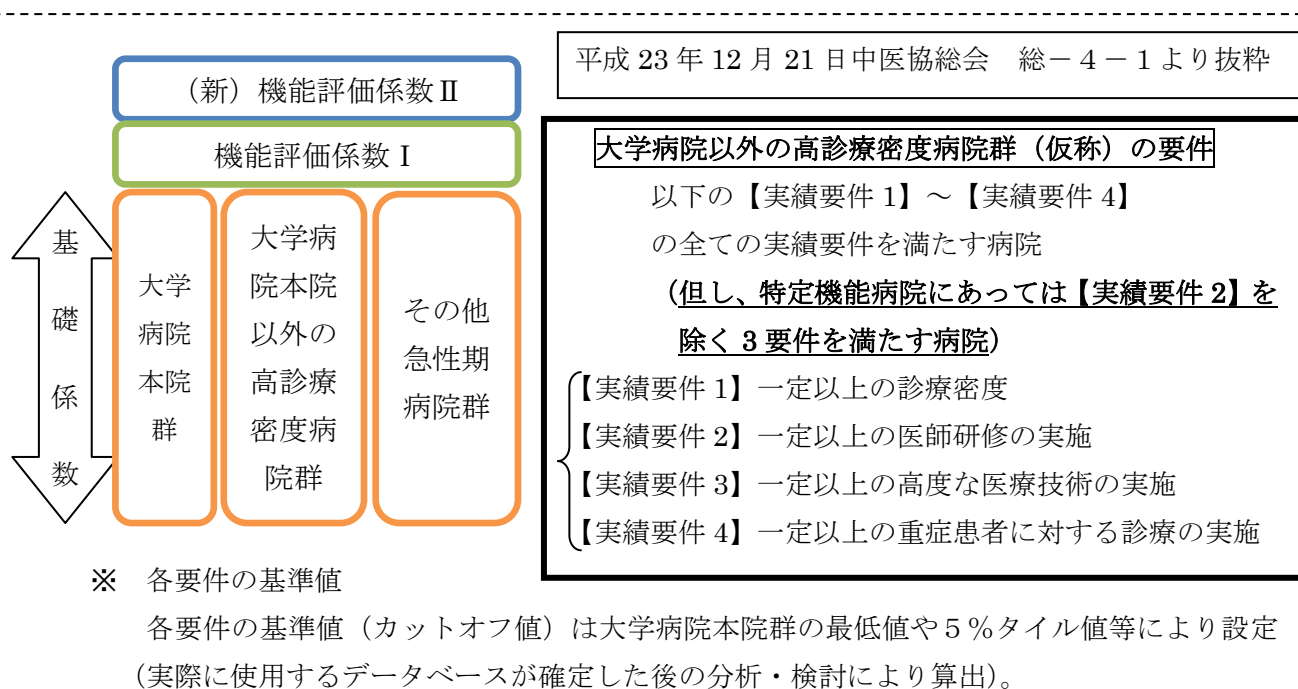 平成 23 年 12 月 21 日中医協総会　総－４－１より抜粋
（新）機能評価係数Ⅱ
機能評価係数Ⅰ
基礎係数
大学
病院
本院
群
大学病
院本院
以外の
高診療
密度病
院群
その他
急性期
病院群
大学病院以外の高診療密度病院群（仮称）の要件
以下の【実績要件 1】～【実績要件 4】
の全ての実績要件を満たす病院
（但し、特定機能病院にあっては【実績要件 2】を
除く 3 要件を満たす病院）
【実績要件 1】一定以上の診療密度
【実績要件 2】一定以上の医師研修の実施
【実績要件 3】一定以上の高度な医療技術の実施
【実績要件 4】一定以上の重症患者に対する診療の実施
※　各要件の基準値
各要件の基準値（カットオフ値）は大学病院本院群の最低値や５％タイル値等により設定
（実際に使用するデータベースが確定した後の分析・検討により算出）。